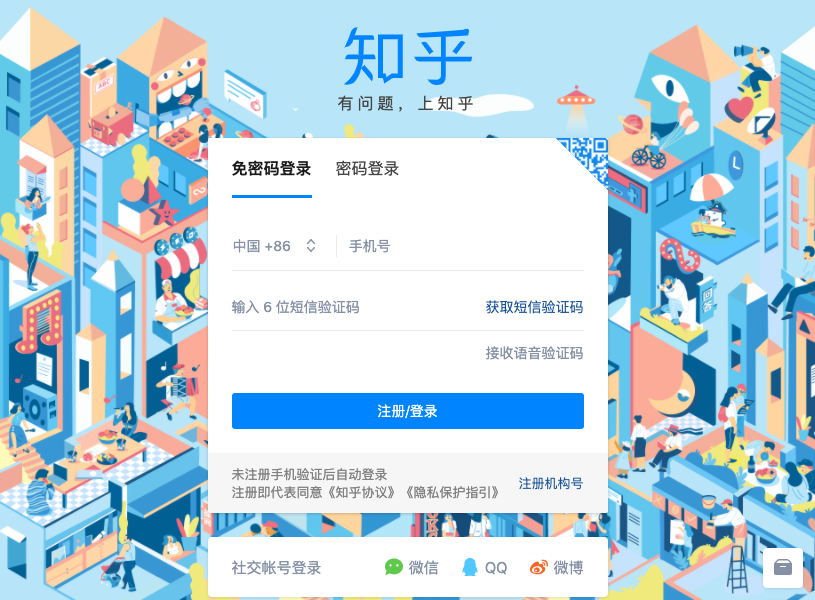 知乎
有问题，上知乎
免密码登录 密码登录
中国 +86 手机号
输入 6 位短信验证码 获取短信验证码
接收语音验证码
注册/登录
未注册手机验证后自动登录
注册即代表同意《知乎协议》《隐私保护指引》
注册机构号
社交帐号登录 微信 QQ 微博
ABC
回答